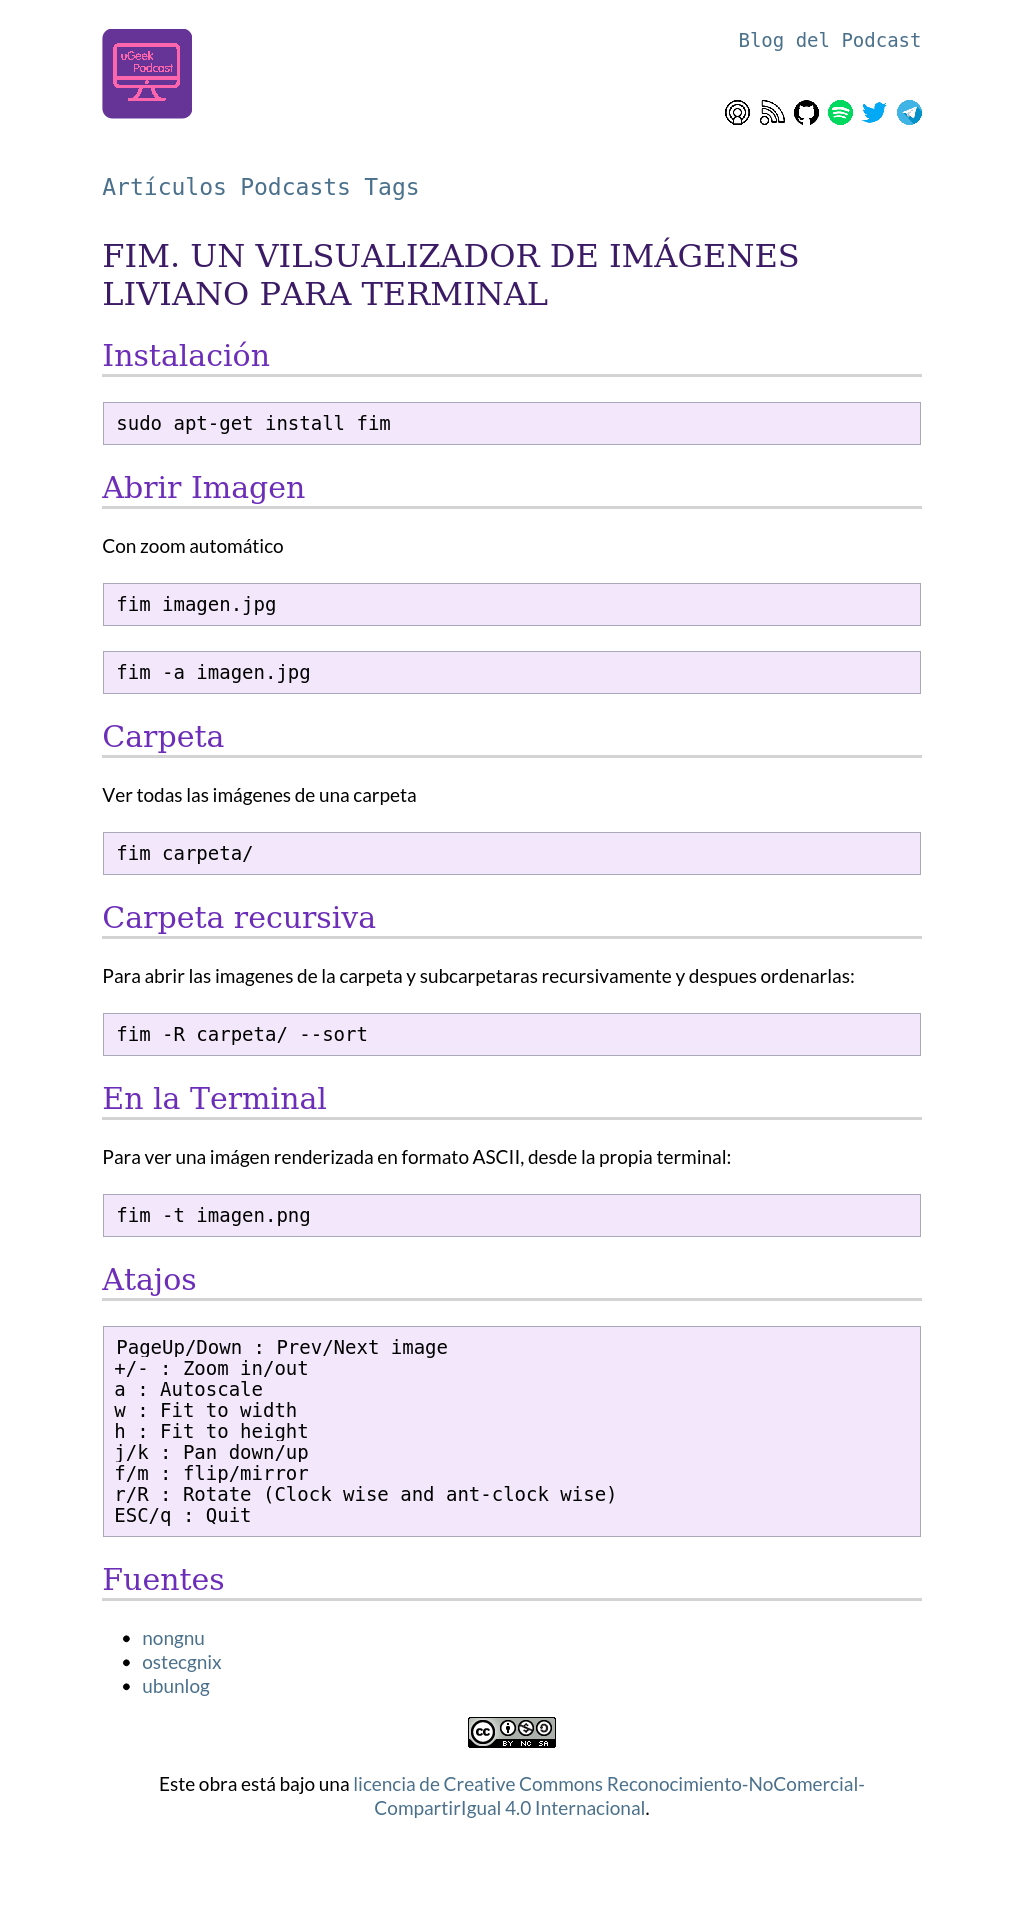 uGeek
Podcast
Blog del Podcast
Artículos Podcasts Tags
FIM. UN VILSUALIZADOR DE IMÁGENES
LIVIANO PARA TERMINAL
Instalación
sudo apt-get install fim
Abrir Imagen
Con zoom automático
fim imagen.jpg
fim -a imagen.jpg
Carpeta
Ver todas las imágenes de una carpeta
fim carpeta/
Carpeta recursiva
Para abrir las imagenes de la carpeta y subcarpetaras recursivamente y despues ordenarlas:
fim -R carpeta/ --sort
En la Terminal
Para ver una imágen renderizada en formato ASCII, desde la propia terminal:
fim -t imagen.png
Atajos
PageUp/Down : Prev/Next image
+/- : Zoom in/out
a : Autoscale
w : Fit to width
h : Fit to height
j/k : Pan down/up
f/m : flip/mirror
r/R : Rotate (Clock wise and ant-clock wise)
ESC/q : Quit
Fuentes
• nongnu
• ostecgnix
• ubunlog
cc BY NC SA
Este obra está bajo una licencia de Creative Commons Reconocimiento-NoComercial-
CompartirIgual 4.0 Internacional.